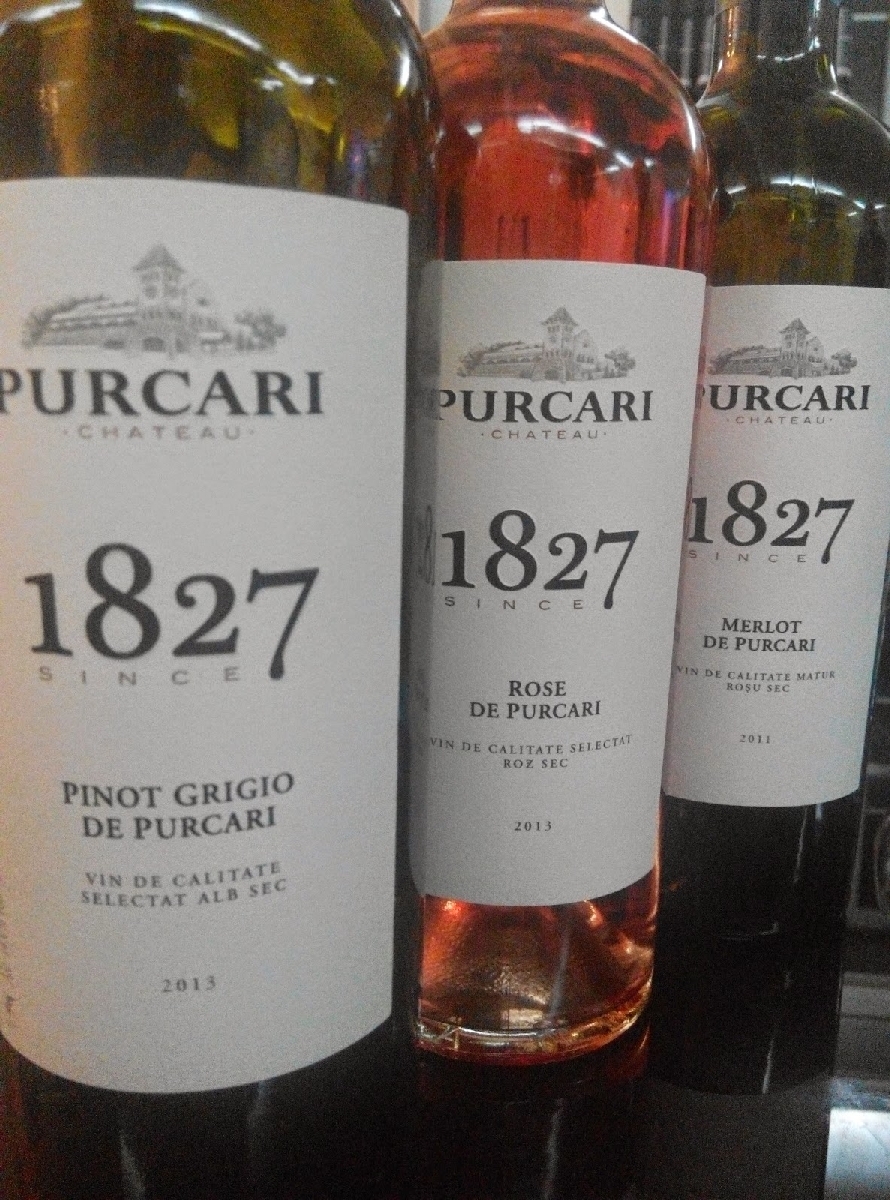 PURCARI
·CHATEAU·
1827
SINCE
PINOT GRIGIO
DE PURCARI
VIN DE CALITATE
SELECTAT ALB SEC
2013
PURCARI
·CHATEAU·
1827
SINCE
ROSE
DE PURCARI
VIN DE CALITATE SELECTAT
ROZ SEC
2013
PURCARI
·CHATEAU·
1827
SINCE
MERLOT
DE PURCARI
VIN DE CALITATE MATUR
ROȘU SEC
2011